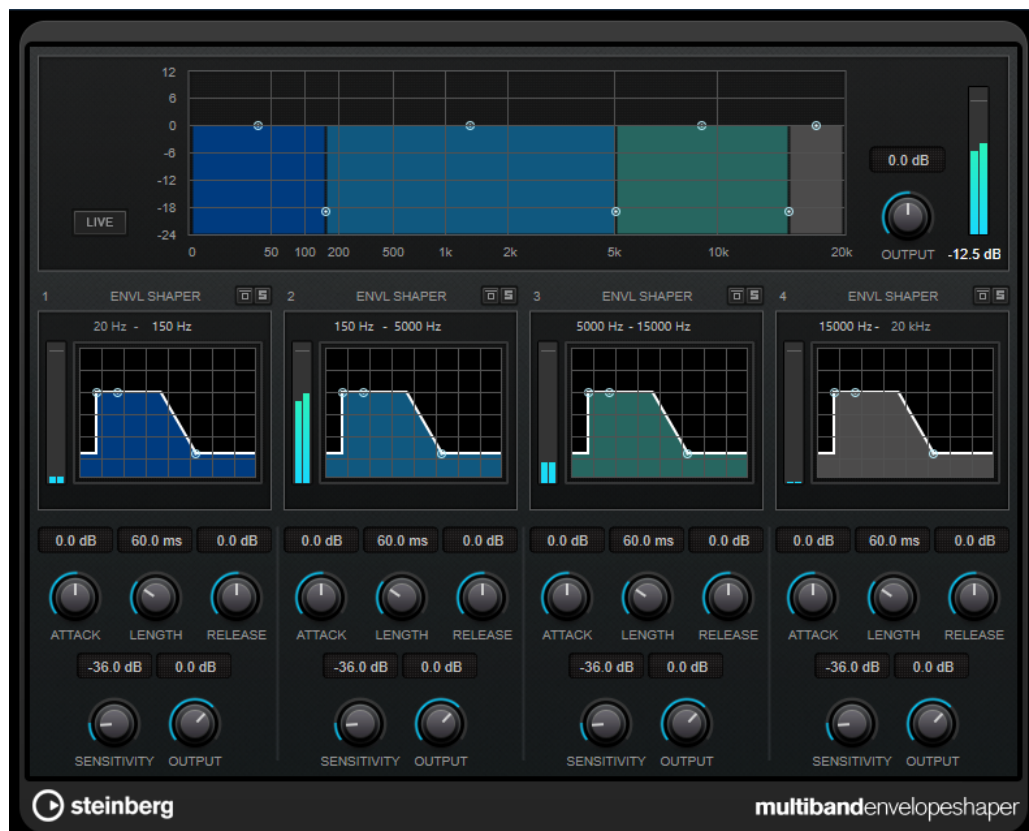 12
6
0
-6
-12
-18
-24
LIVE
0 50 100 200 500 1k 2k 5k 10k 20k
0.0 dB
OUTPUT -12.5 dB
1 ENVL SHAPER S 2 ENVL SHAPER S 3 ENVL SHAPER S 4 ENVL SHAPER S
20 Hz - 150 Hz 150 Hz - 5000 Hz 5000 Hz - 15000 Hz 15000 Hz - 20 kHz
0.0 dB 60.0 ms 0.0 dB 0.0 dB 60.0 ms 0.0 dB 0.0 dB 60.0 ms 0.0 dB 0.0 dB 60.0 ms 0.0 dB
ATTACK LENGTH RELEASE ATTACK LENGTH RELEASE ATTACK LENGTH RELEASE ATTACK LENGTH RELEASE
-36.0 dB 0.0 dB -36.0 dB 0.0 dB -36.0 dB 0.0 dB -36.0 dB 0.0 dB
SENSITIVITY OUTPUT SENSITIVITY OUTPUT SENSITIVITY OUTPUT SENSITIVITY OUTPUT
steinberg multibandenvelopeshaper